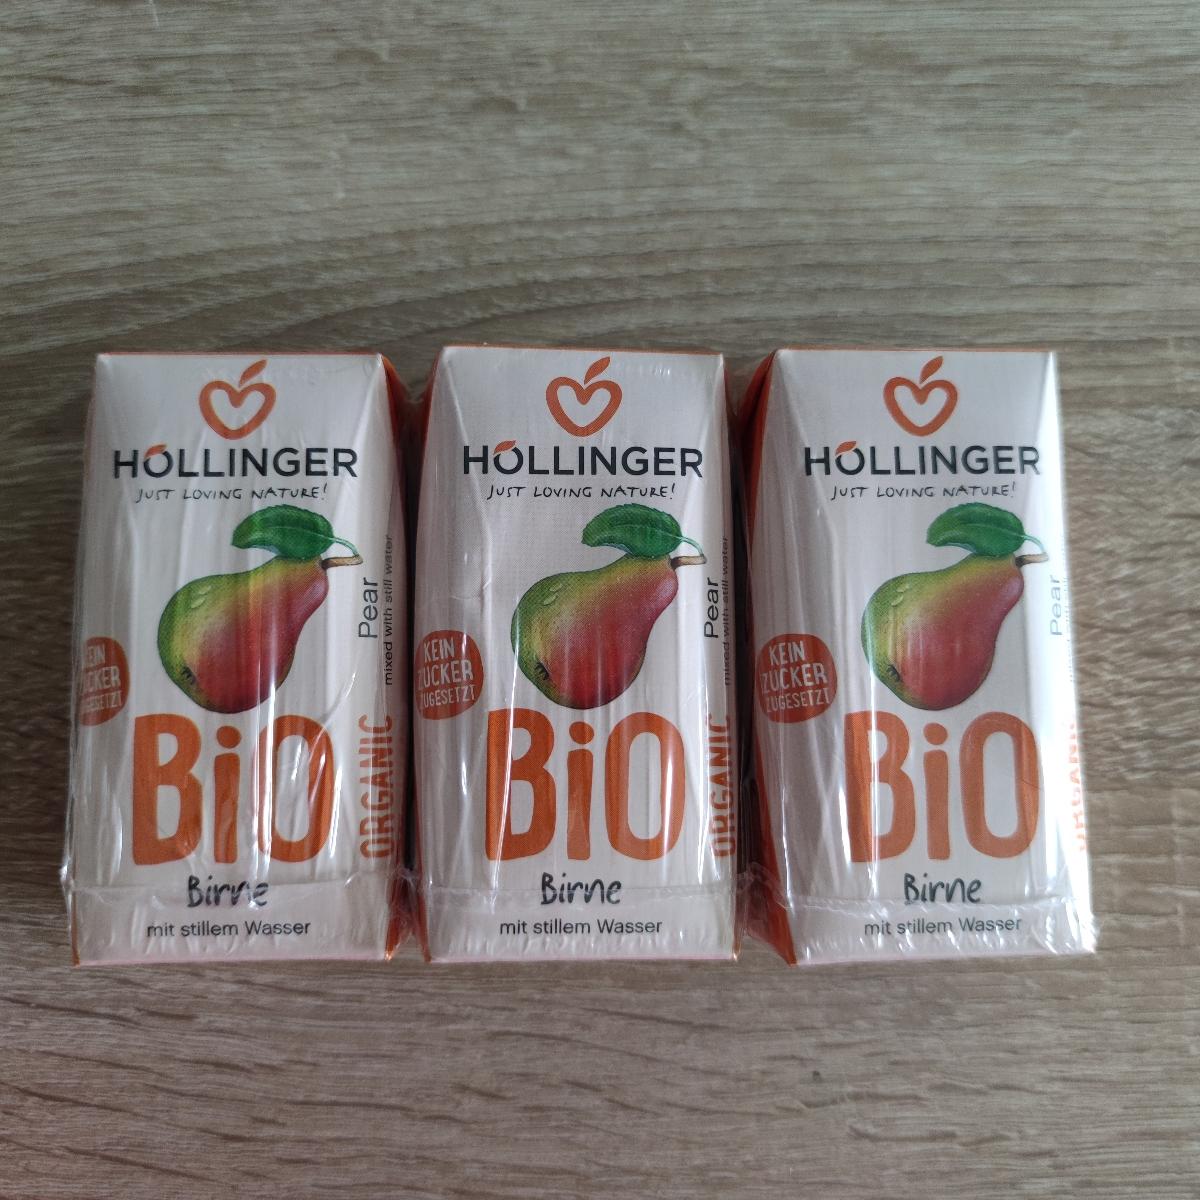 HÖLLINGER
JUST LOVING NATURE!
Pear
mixed with still water
KEIN
ZUCKER
ZUGESETZT
BiO
ORGANIC
Birne
mit stillem Wasser
HÖLLINGER
JUST LOVING NATURE!
Pear
mixed with still water
KEIN
ZUCKER
ZUGESETZT
BiO
ORGANIC
Birne
mit stillem Wasser
HÖLLINGER
JUST LOVING NATURE!
Pear
KEIN
ZUCKER
ZUGESETZT
BiO
ORGANIC
Birne
mit stillem Wasser